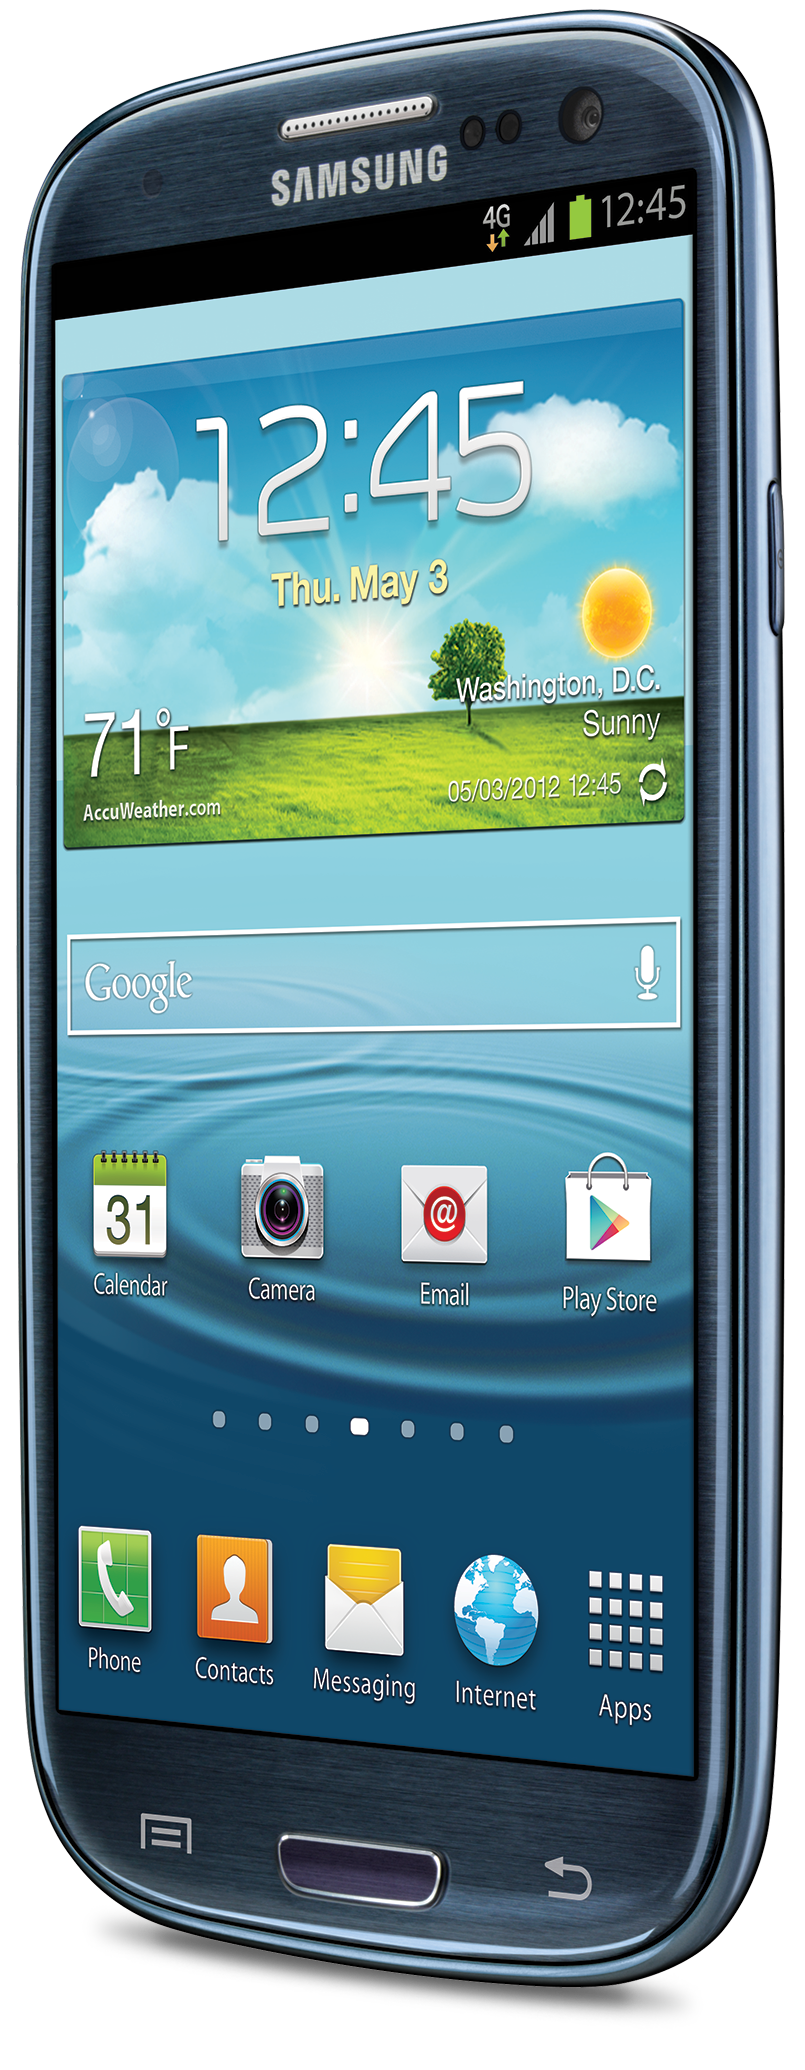 SAMSUNG
4G 12:45
12:45
Thu. May 3
Washington, D.C.
Sunny
71°F
05/03/2012 12:45
AccuWeather.com
Google
31
@
Calendar Camera Email Play Store
Phone Contacts Messaging Internet Apps